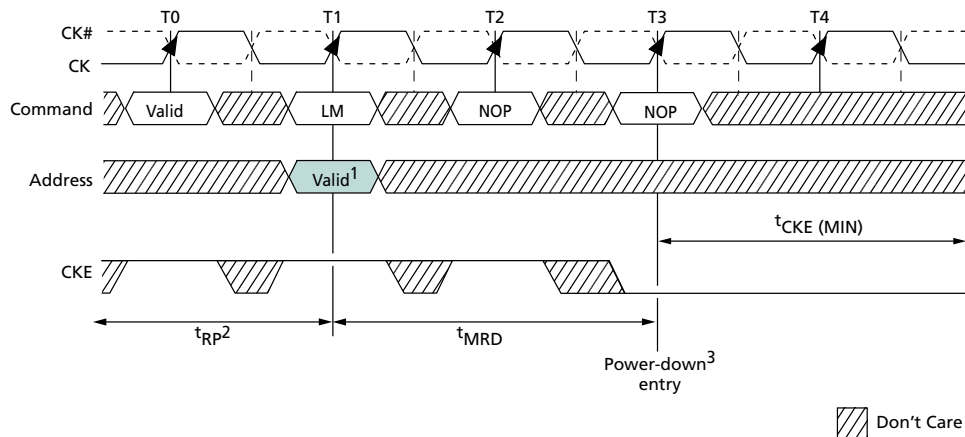 T0 T1 T2 T3 T4
CK#
CK
Command Valid LM NOP NOP
Address Valid1
tCKE (MIN)
CKE
tRP2 tMRD
Power-down3
entry
Don't Care